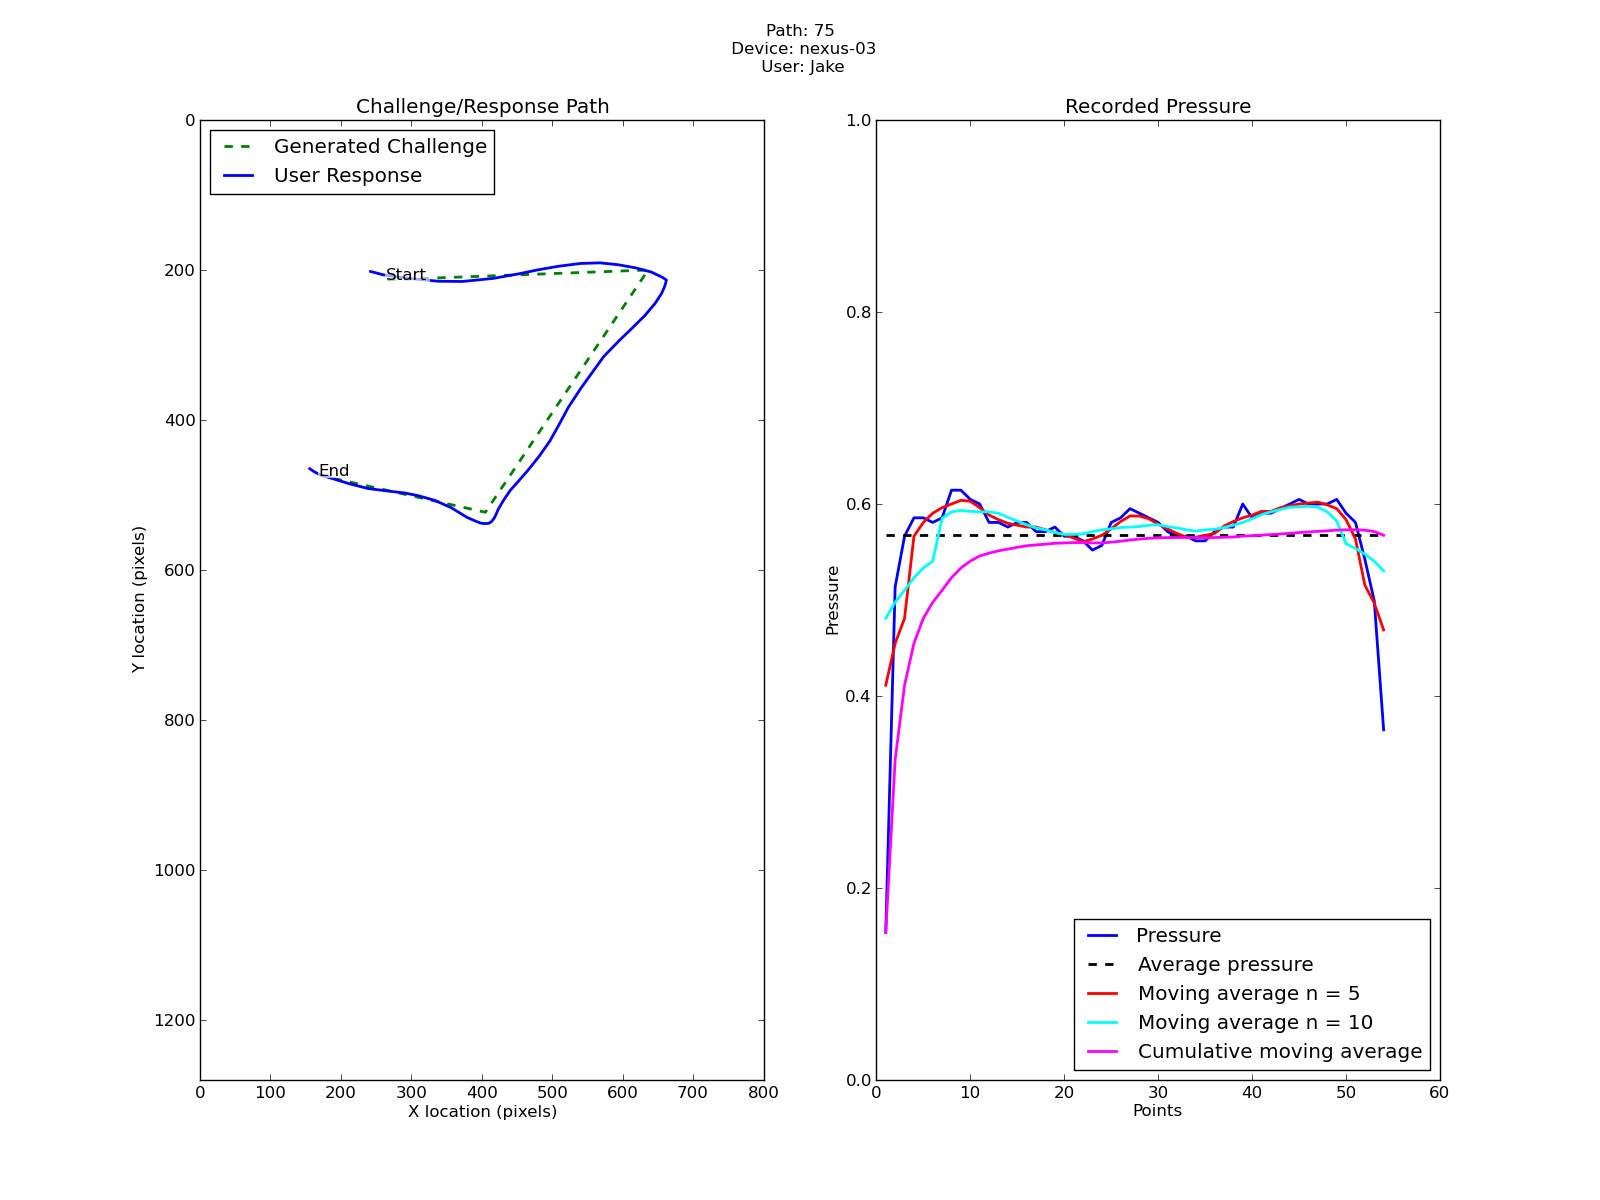 Path: 75
Device: nexus-03
User: Jake
Challenge/Response Path
Generated Challenge
User Response
Start
End
0
200
400
600
800
1000
1200
Y location (pixels)
0 100 200 300 400 500 600 700 800
X location (pixels)
Recorded Pressure
1.0
0.8
0.6
0.4
0.2
0.0
Pressure
Pressure
Average pressure
Moving average n = 5
Moving average n = 10
Cumulative moving average
0 10 20 30 40 50 60
Points